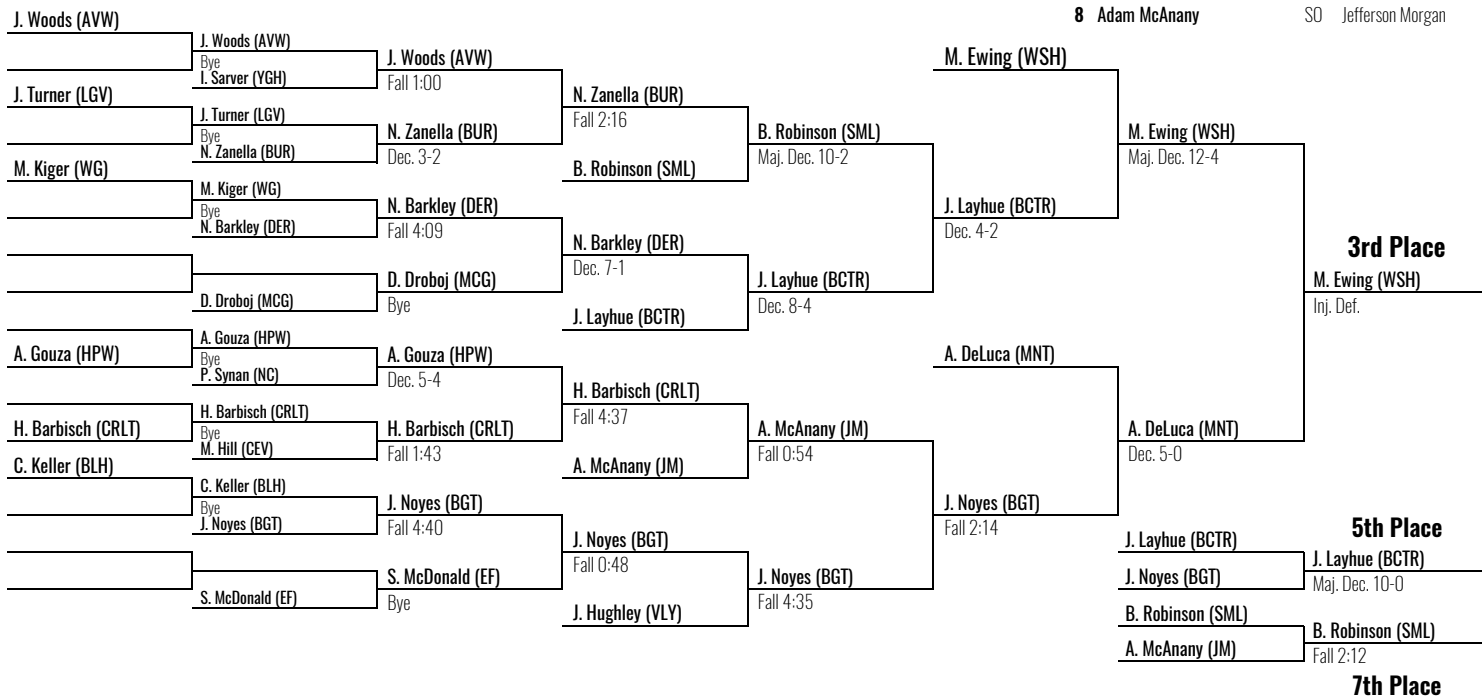 8 Adam McAnany SO Jefferson Morgan
J. Woods (AVW)
J. Turner (LGV)
M. Kiger (WG)
A. Gouza (HPW)
H. Barbisch (CRLT)
C. Keller (BLH)
J. Woods (AVW)
Bye
I. Sarver (YGH)
J. Turner (LGV)
Bye
N. Zanella (BUR)
M. Kiger (WG)
Bye
N. Barkley (DER)
D. Droboj (MCG)
A. Gouza (HPW)
Bye
P. Synan (NC)
H. Barbisch (CRLT)
Bye
M. Hill (CEV)
C. Keller (BLH)
Bye
J. Noyes (BGT)
S. McDonald (EF)
J. Woods (AVW)
Fall 1:00
N. Zanella (BUR)
Dec. 3-2
N. Barkley (DER)
Fall 4:09
D. Droboj (MCG)
Bye
A. Gouza (HPW)
Dec. 5-4
H. Barbisch (CRLT)
Fall 1:43
J. Noyes (BGT)
Fall 4:40
S. McDonald (EF)
Bye
N. Zanella (BUR)
Fall 2:16
B. Robinson (SML)
N. Barkley (DER)
Dec. 7-1
J. Layhue (BCTR)
H. Barbisch (CRLT)
Fall 4:37
A. McAnany (JM)
J. Noyes (BGT)
Fall 0:48
J. Hughley (VLY)
B. Robinson (SML)
Maj. Dec. 10-2
J. Layhue (BCTR)
Dec. 8-4
A. McAnany (JM)
Fall 0:54
J. Noyes (BGT)
Fall 4:35
M. Ewing (WSH)
J. Layhue (BCTR)
Dec. 4-2
A. DeLuca (MNT)
J. Noyes (BGT)
Fall 2:14
M. Ewing (WSH)
Maj. Dec. 12-4
A. DeLuca (MNT)
Dec. 5-0
3rd Place
M. Ewing (WSH)
Inj. Def.
5th Place
J. Layhue (BCTR)
J. Noyes (BGT)
J. Layhue (BCTR)
Maj. Dec. 10-0
B. Robinson (SML)
A. McAnany (JM)
B. Robinson (SML)
Fall 2:12
7th Place